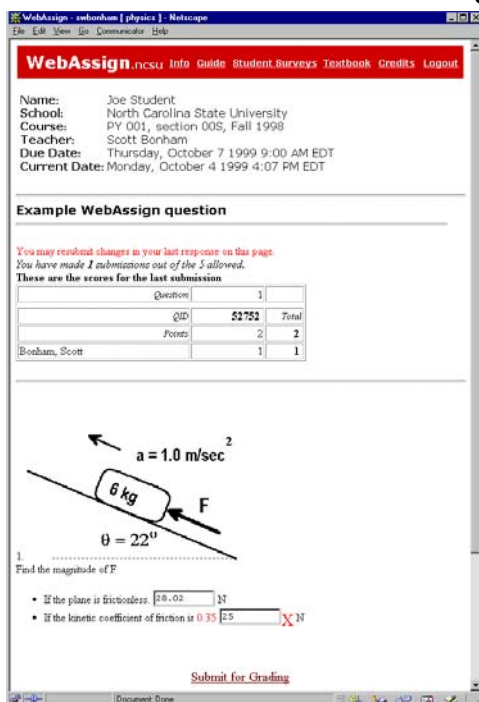 WebAssign - swbonham [ physics ] - Netscape
File Edit View Go Communicator Help
WebAssign.ncsu Info Guide Student Surveys Textbook Credits Logout
Name: Joe Student
School: North Carolina State University
Course: PY 001, section 00S, Fall 1998
Teacher: Scott Bonham
Due Date: Thursday, October 7 1999 9:00 AM EDT
Current Date: Monday, October 4 1999 4:07 PM EDT
Example WebAssign question
You may resubmit changes in your last response on this page.
You have made 1 submissions out of the 5 allowed.
These are the scores for the last submission
Question 1
QID 52752 Total
Points 2 2
Bonham, Scott 1 1
a = 1.0 m/sec²
6 kg
F
θ = 22⁰
1.
Find the magnitude of F
• If the plane is frictionless. 28.02 N
• If the kinetic coefficient of friction is 0.35 25 X N
Submit for Grading
Document Done